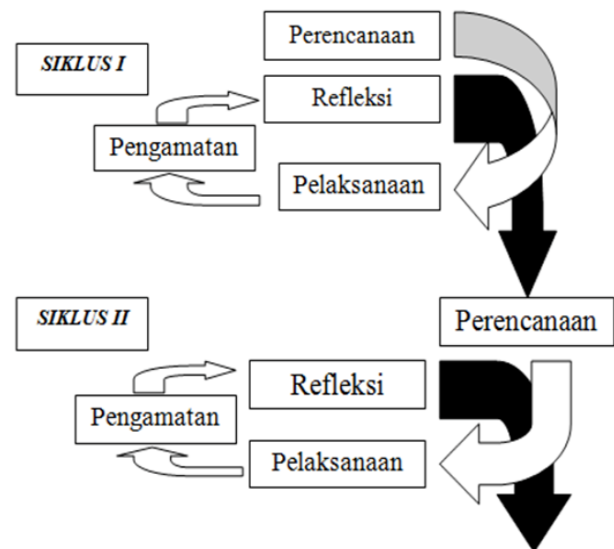 SIKLUS I
Perencanaan
Refleksi
Pengamatan
Pelaksanaan
SIKLUS II
Perencanaan
Refleksi
Pengamatan
Pelaksanaan